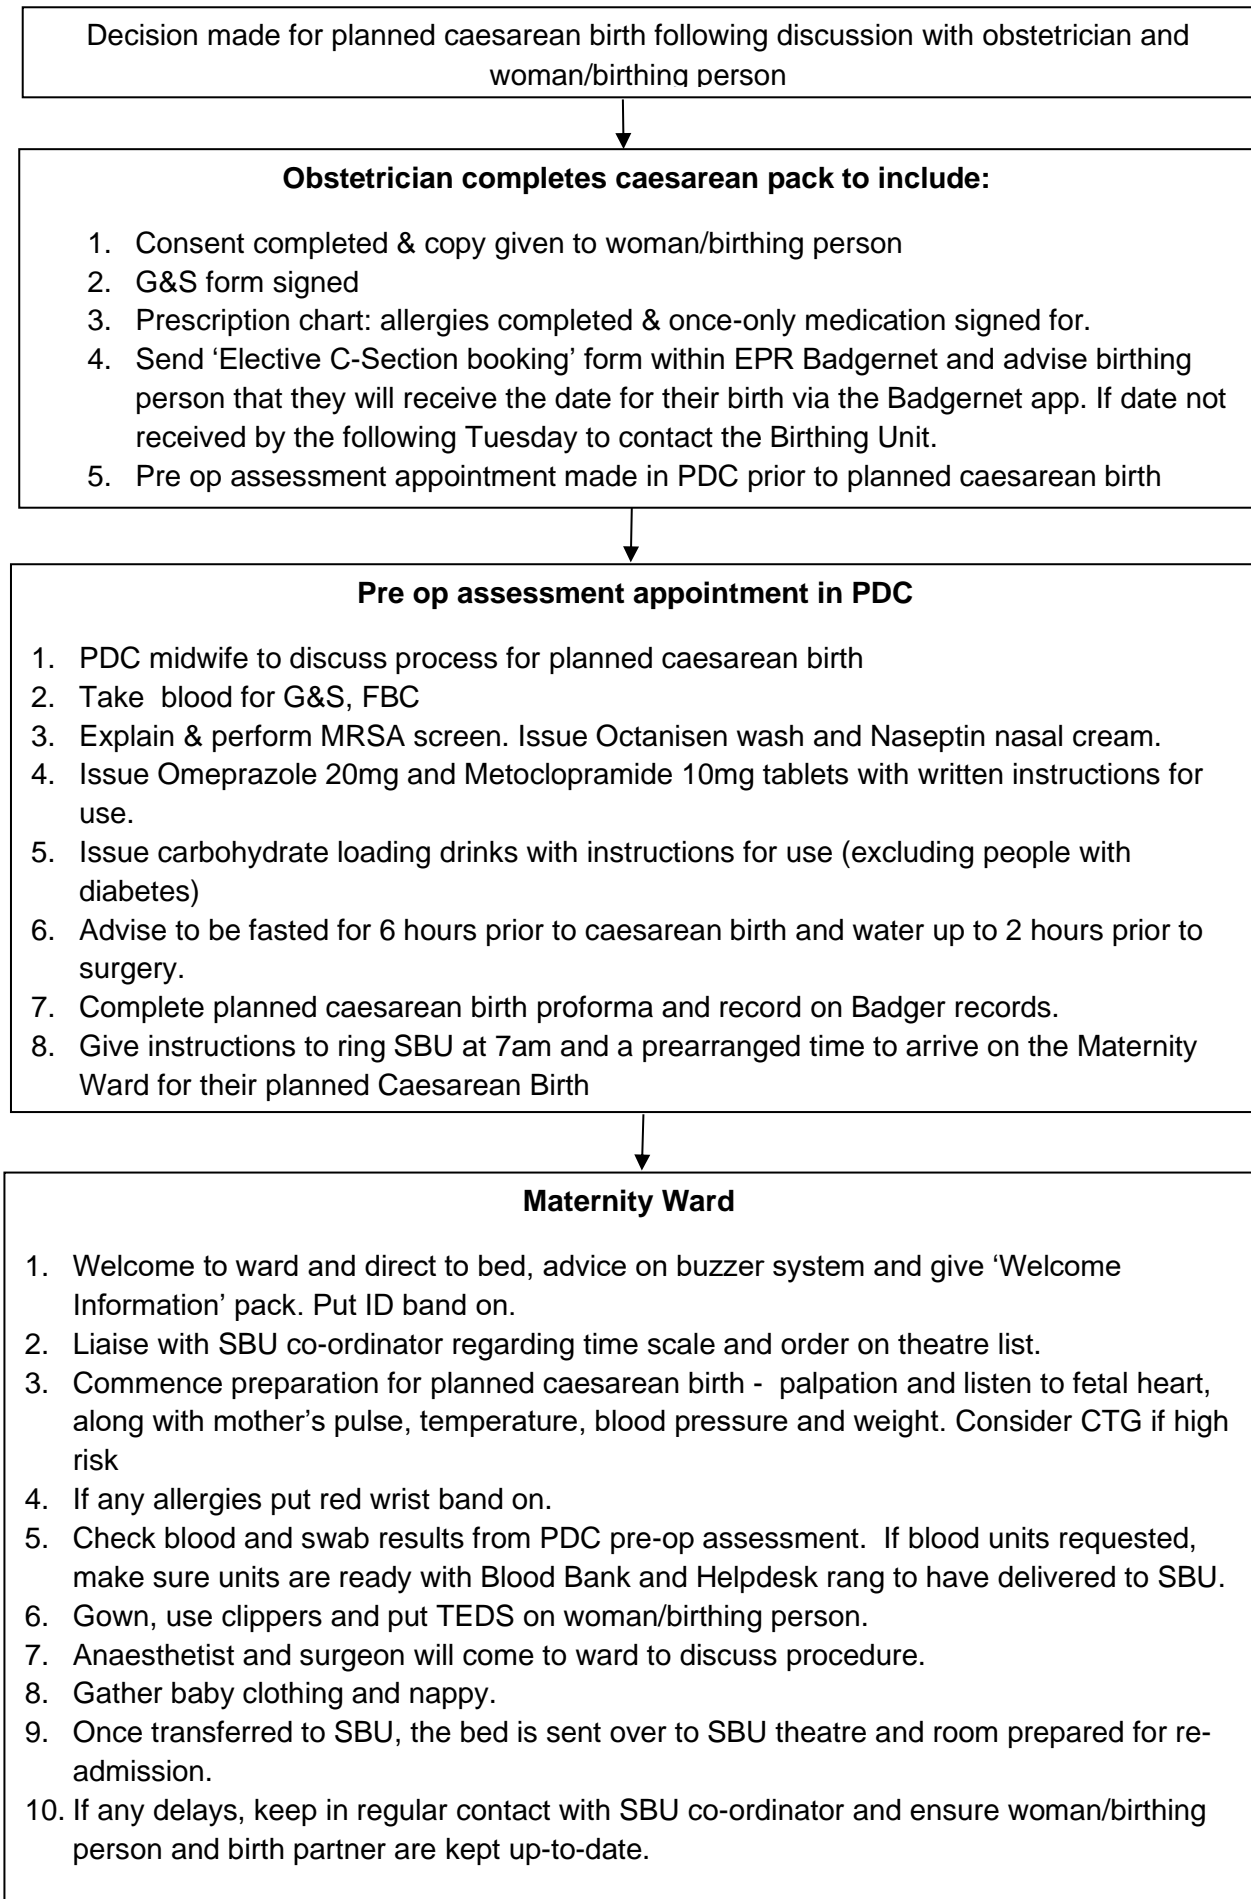 Decision made for planned caesarean birth following discussion with obstetrician and
woman/birthing person
Obstetrician completes caesarean pack to include:
1. Consent completed & copy given to woman/birthing person
2. G&S form signed
3. Prescription chart: allergies completed & once-only medication signed for.
4. Send ‘Elective C-Section booking’ form within EPR Badgernet and advise birthing
person that they will receive the date for their birth via the Badgernet app. If date not
received by the following Tuesday to contact the Birthing Unit.
5. Pre op assessment appointment made in PDC prior to planned caesarean birth
Pre op assessment appointment in PDC
1. PDC midwife to discuss process for planned caesarean birth
2. Take  blood for G&S, FBC
3. Explain & perform MRSA screen. Issue Octanisen wash and Naseptin nasal cream.
4. Issue Omeprazole 20mg and Metoclopramide 10mg tablets with written instructions for
use.
5. Issue carbohydrate loading drinks with instructions for use (excluding people with
diabetes)
6. Advise to be fasted for 6 hours prior to caesarean birth and water up to 2 hours prior to
surgery.
7. Complete planned caesarean birth proforma and record on Badger records.
8. Give instructions to ring SBU at 7am and a prearranged time to arrive on the Maternity
Ward for their planned Caesarean Birth
Maternity Ward
1. Welcome to ward and direct to bed, advice on buzzer system and give ‘Welcome
Information’ pack. Put ID band on.
2. Liaise with SBU co-ordinator regarding time scale and order on theatre list.
3. Commence preparation for planned caesarean birth -  palpation and listen to fetal heart,
along with mother’s pulse, temperature, blood pressure and weight. Consider CTG if high
risk
4. If any allergies put red wrist band on.
5. Check blood and swab results from PDC pre-op assessment.  If blood units requested,
make sure units are ready with Blood Bank and Helpdesk rang to have delivered to SBU.
6. Gown, use clippers and put TEDS on woman/birthing person.
7. Anaesthetist and surgeon will come to ward to discuss procedure.
8. Gather baby clothing and nappy.
9. Once transferred to SBU, the bed is sent over to SBU theatre and room prepared for re-
admission.
10. If any delays, keep in regular contact with SBU co-ordinator and ensure woman/birthing
person and birth partner are kept up-to-date.